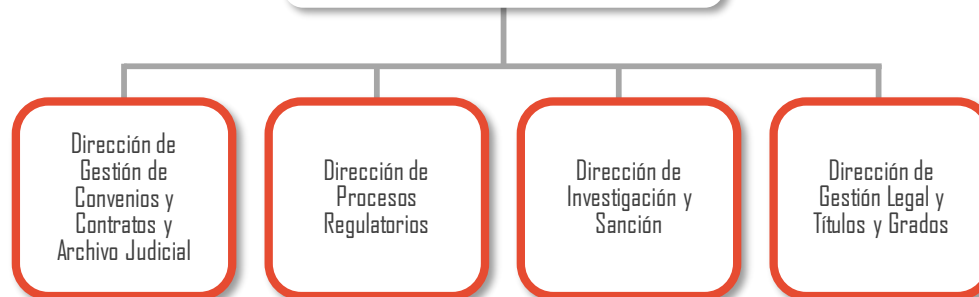 Dirección de
Gestión de
Convenios y
Contratos y
Archivo Judicial
Dirección de
Procesos
Regulatorios
Dirección de
Investigación y
Sanción
Dirección de
Gestión Legal y
Títulos y Grados